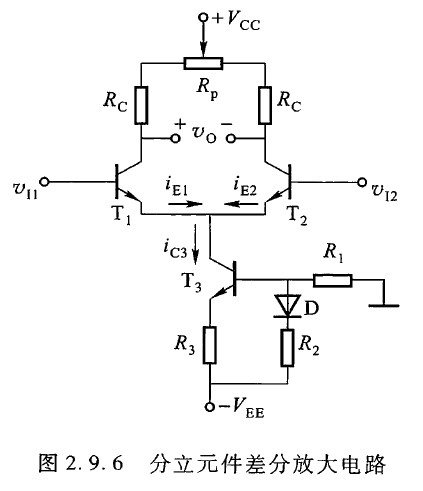 +V_CC
R_p
R_C R_C
+ v_O −
v_I1 i_E1 i_E2 v_I2
T_1 T_2
i_C3 R_1
T_3 D
R_3 R_2
−V_EE
图 2.9.6 分立元件差分放大电路